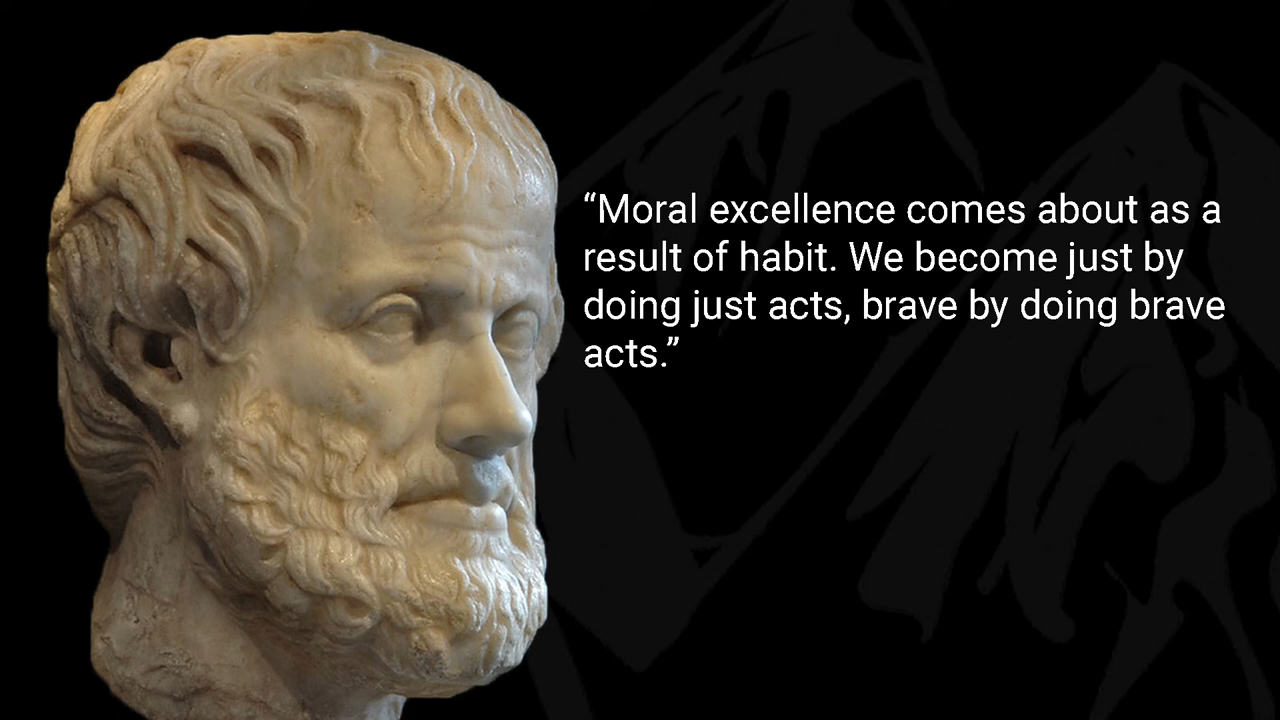 “Moral excellence comes about as a
result of habit. We become just by
doing just acts, brave by doing brave
acts.”